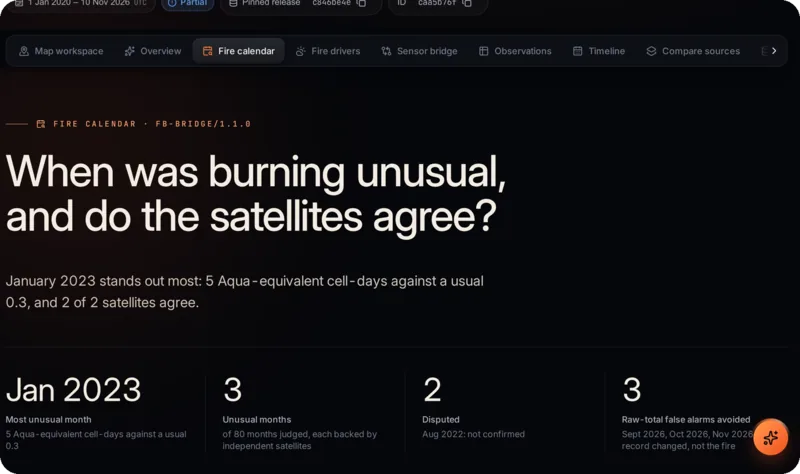 1 Jan 2020 – 10 Nov 2026 UTC Partial Pinned release c846be4e ID caa5b76f
Map workspace Overview Fire calendar Fire drivers Sensor bridge Observations Timeline Compare sources
FIRE CALENDAR · FB-BRIDGE/1.1.0
When was burning unusual,
and do the satellites agree?
January 2023 stands out most: 5 Aqua-equivalent cell-days against a usual
0.3, and 2 of 2 satellites agree.
Jan 2023
Most unusual month
5 Aqua-equivalent cell-days against a usual
0.3
3
Unusual months
of 80 months judged, each backed by
independent satellites
2
Disputed
Aug 2022: not confirmed
3
Raw-total false alarms avoided
Sept 2026, Oct 2026, Nov 2026
record changed, not the fire